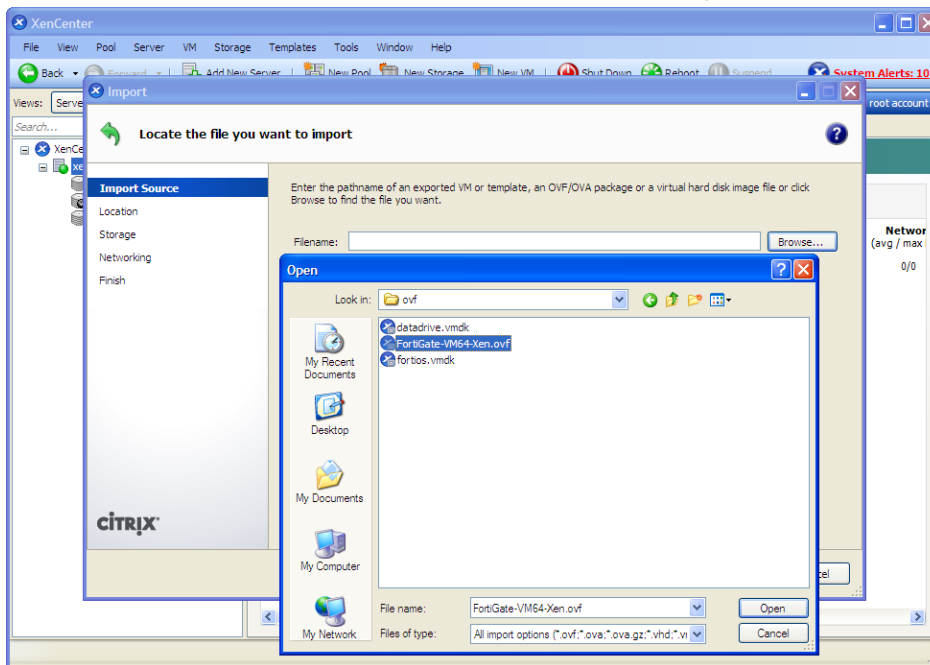 XenCenter
File View Pool Server VM Storage Templates Tools Window Help
Back Forward Add New Server New Pool New Storage New VM Shut Down Reboot Suspend System Alerts: 10
Import
Views: root account
Search...
Locate the file you want to import
Import Source
Location
Storage
Networking
Finish
Enter the pathname of an exported VM or template, an OVF/OVA package or a virtual hard disk image file or click
Browse to find the file you want.
Filename: Browse...
(avg / max
0/0
Open
Look in: ovf
datadrive.vmdk
FortiGate-VM64-Xen.ovf
fortios.vmdk
My Recent
Documents
Desktop
My Documents
My Computer
My Network
File name: FortiGate-VM64-Xen.ovf Open
Files of type: All import options (*.ovf;*.ova;*.ova.gz;*.vhd;*.v Cancel
CITRIX